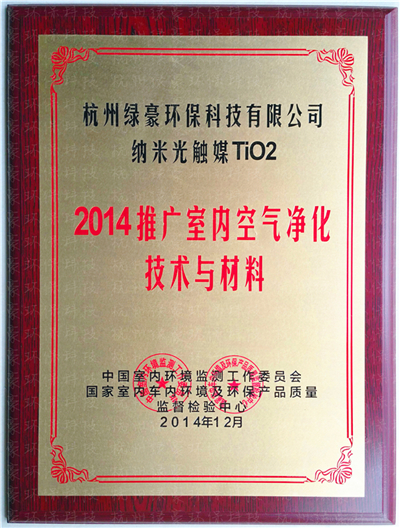 杭州绿豪环保科技有限公司
纳米光触媒TiO2
2014推广室内空气净化
技术与材料
中国室内环境监测工作委员会
国家室内车内环境及环保产品质量
监督检验中心
2014年12月